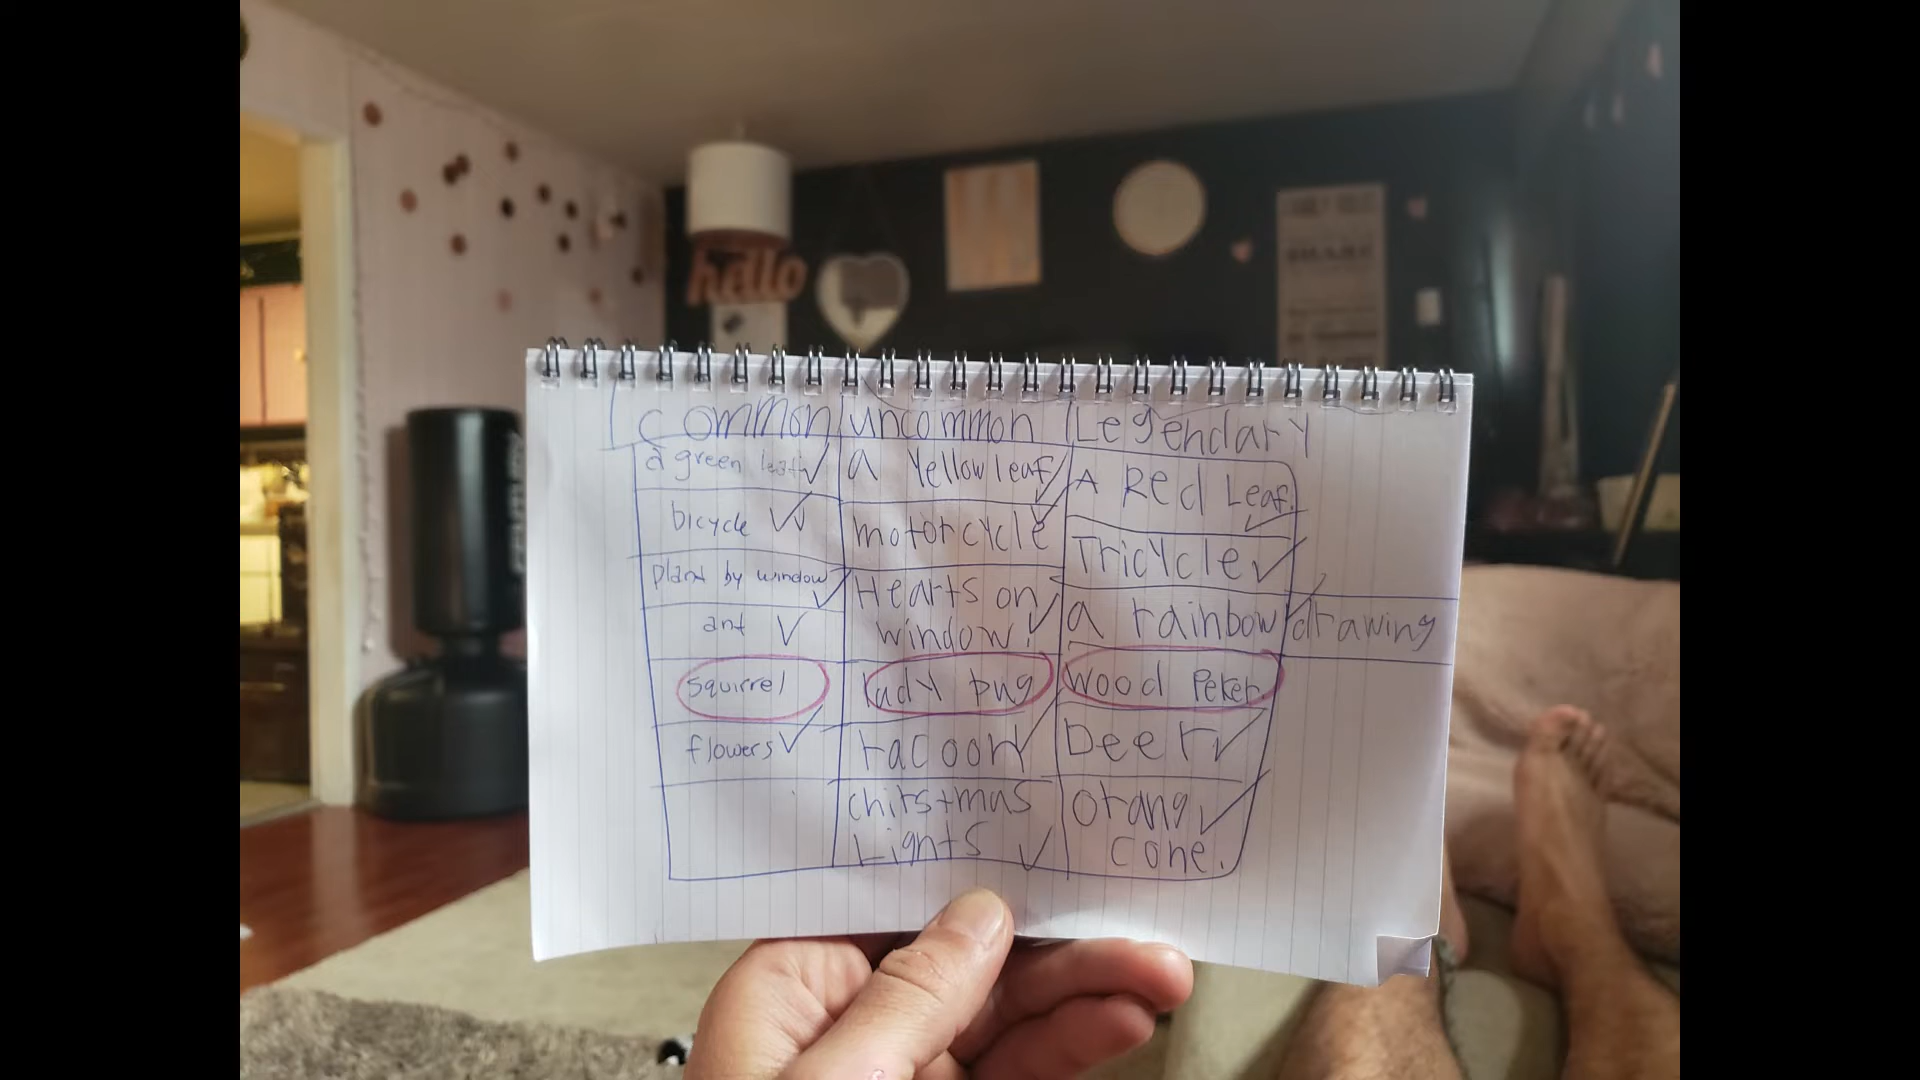 hello
common uncommon Legendary
a green leaf a Yellow leaf A Red Leaf.
bicycle motorcycle Tricycle
plant by window Hearts on window! a rainbow drawing
ant
squirrel lady bug wood Peker.
flowers racoon Deer
chirstmas Lights orang cone.